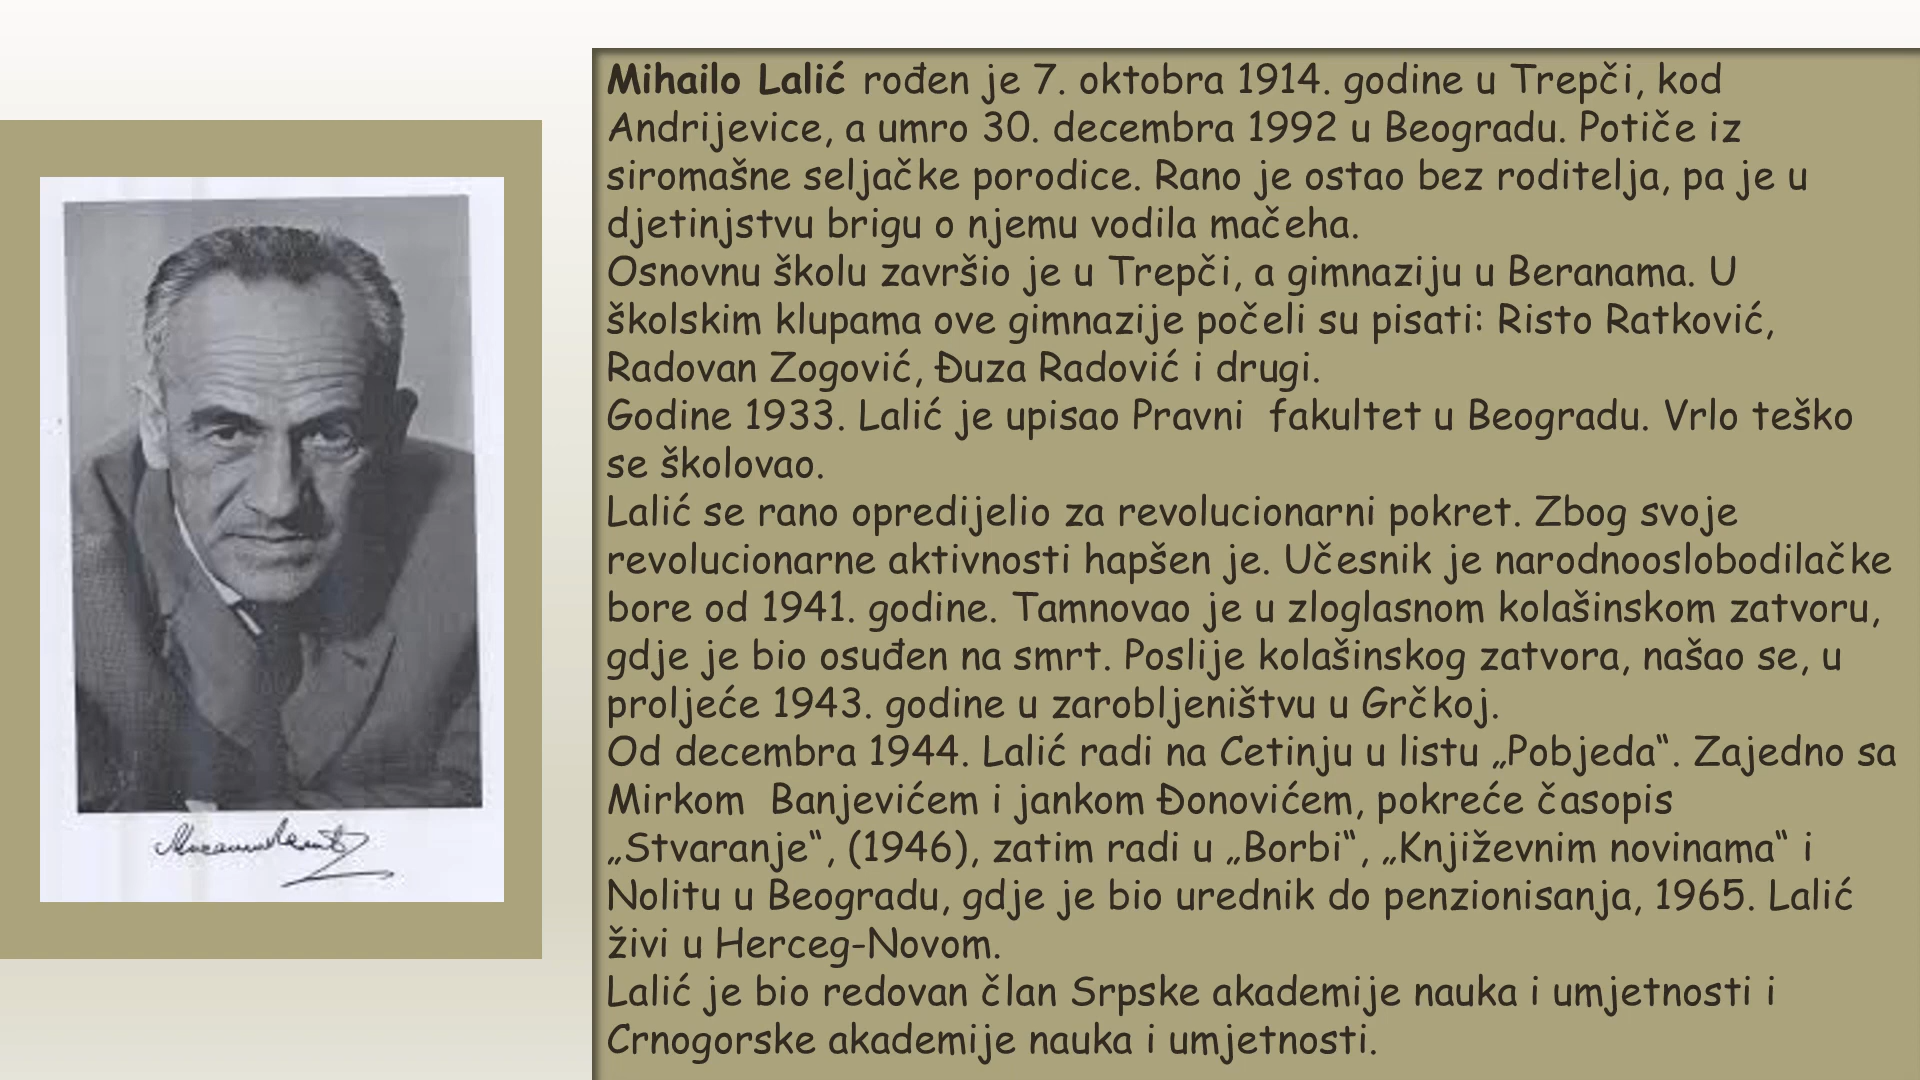 Mihailo Lalić rođen je 7. oktobra 1914. godine u Trepči, kod
Andrijevice, a umro 30. decembra 1992 u Beogradu. Potiče iz
siromašne seljačke porodice. Rano je ostao bez roditelja, pa je u
djetinjstvu brigu o njemu vodila mačeha.
Osnovnu školu završio je u Trepči, a gimnaziju u Beranama. U
školskim klupama ove gimnazije počeli su pisati: Risto Ratković,
Radovan Zogović, Đuza Radović i drugi.
Godine 1933. Lalić je upisao Pravni  fakultet u Beogradu. Vrlo teško
se školovao.
Lalić se rano opredijelio za revolucionarni pokret. Zbog svoje
revolucionarne aktivnosti hapšen je. Učesnik je narodnooslobodilačke
bore od 1941. godine. Tamnovao je u zloglasnom kolašinskom zatvoru,
gdje je bio osuđen na smrt. Poslije kolašinskog zatvora, našao se, u
proljeće 1943. godine u zarobljeništvu u Grčkoj.
Od decembra 1944. Lalić radi na Cetinju u listu „Pobjeda“. Zajedno sa
Mirkom  Banjevićem i jankom Đonovićem, pokreće časopis
„Stvaranje“, (1946), zatim radi u „Borbi“, „Književnim novinama“ i
Nolitu u Beogradu, gdje je bio urednik do penzionisanja, 1965. Lalić
živi u Herceg-Novom.
Lalić je bio redovan član Srpske akademije nauka i umjetnosti i
Crnogorske akademije nauka i umjetnosti.